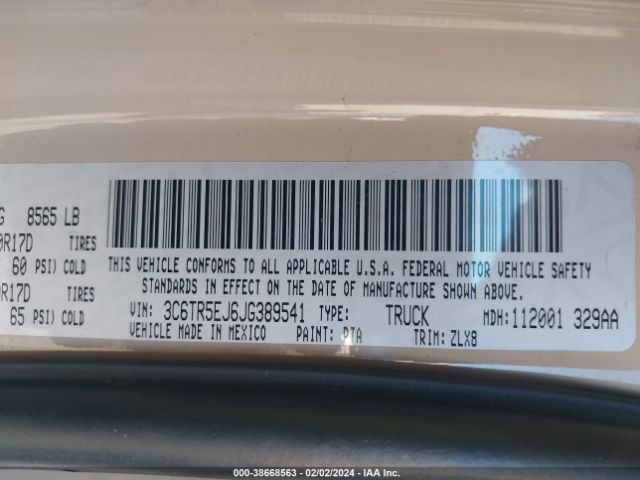 G 8565 LB
0R17D TIRES
60 PSI) COLD
0R17D TIRES
65 PSI) COLD
THIS VEHICLE CONFORMS TO ALL APPLICABLE U.S.A. FEDERAL MOTOR VEHICLE SAFETY
STANDARDS IN EFFECT ON THE DATE OF MANUFACTURE SHOWN ABOVE.
VIN: 3C6TR5EJ6JG389541 TYPE: TRUCK MDH: 112001 329AA
VEHICLE MADE IN MEXICO PAINT: PTA TRIM: ZLX8
000-38668563 - 02/02/2024 - IAA Inc.